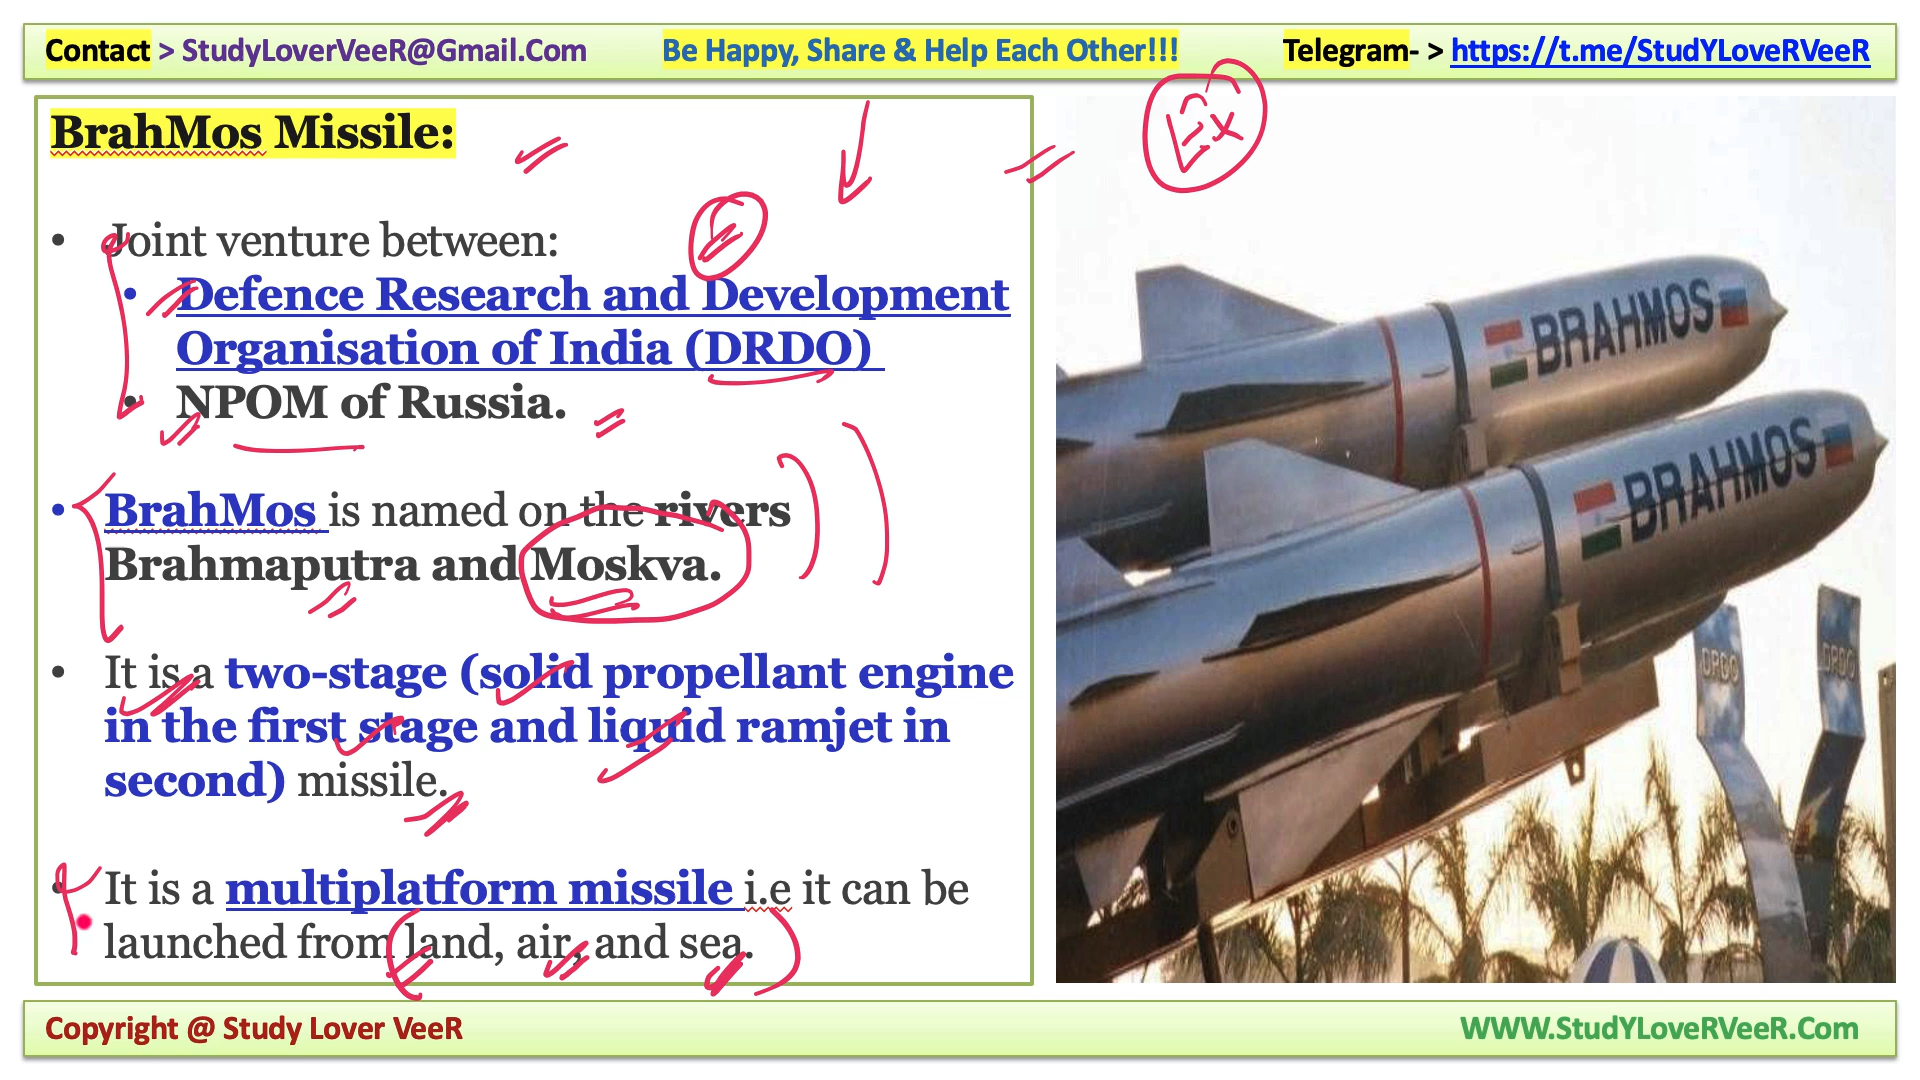 Contact > StudyLoverVeeR@Gmail.Com Be Happy, Share & Help Each Other!!! Telegram- > https://t.me/StudYLoveRVeeR
BrahMos Missile:
Ex
• Joint venture between:
• Defence Research and Development
Organisation of India (DRDO)
• NPOM of Russia.
• BrahMos is named on the rivers
Brahmaputra and Moskva.
• It is a two-stage (solid propellant engine
in the first stage and liquid ramjet in
second) missile.
• It is a multiplatform missile i.e it can be
launched from land, air, and sea.
BRAHMOS
BRAHMOS
DRDO
DRDO
Copyright @ Study Lover VeeR WWW.StudYLoveRVeeR.Com